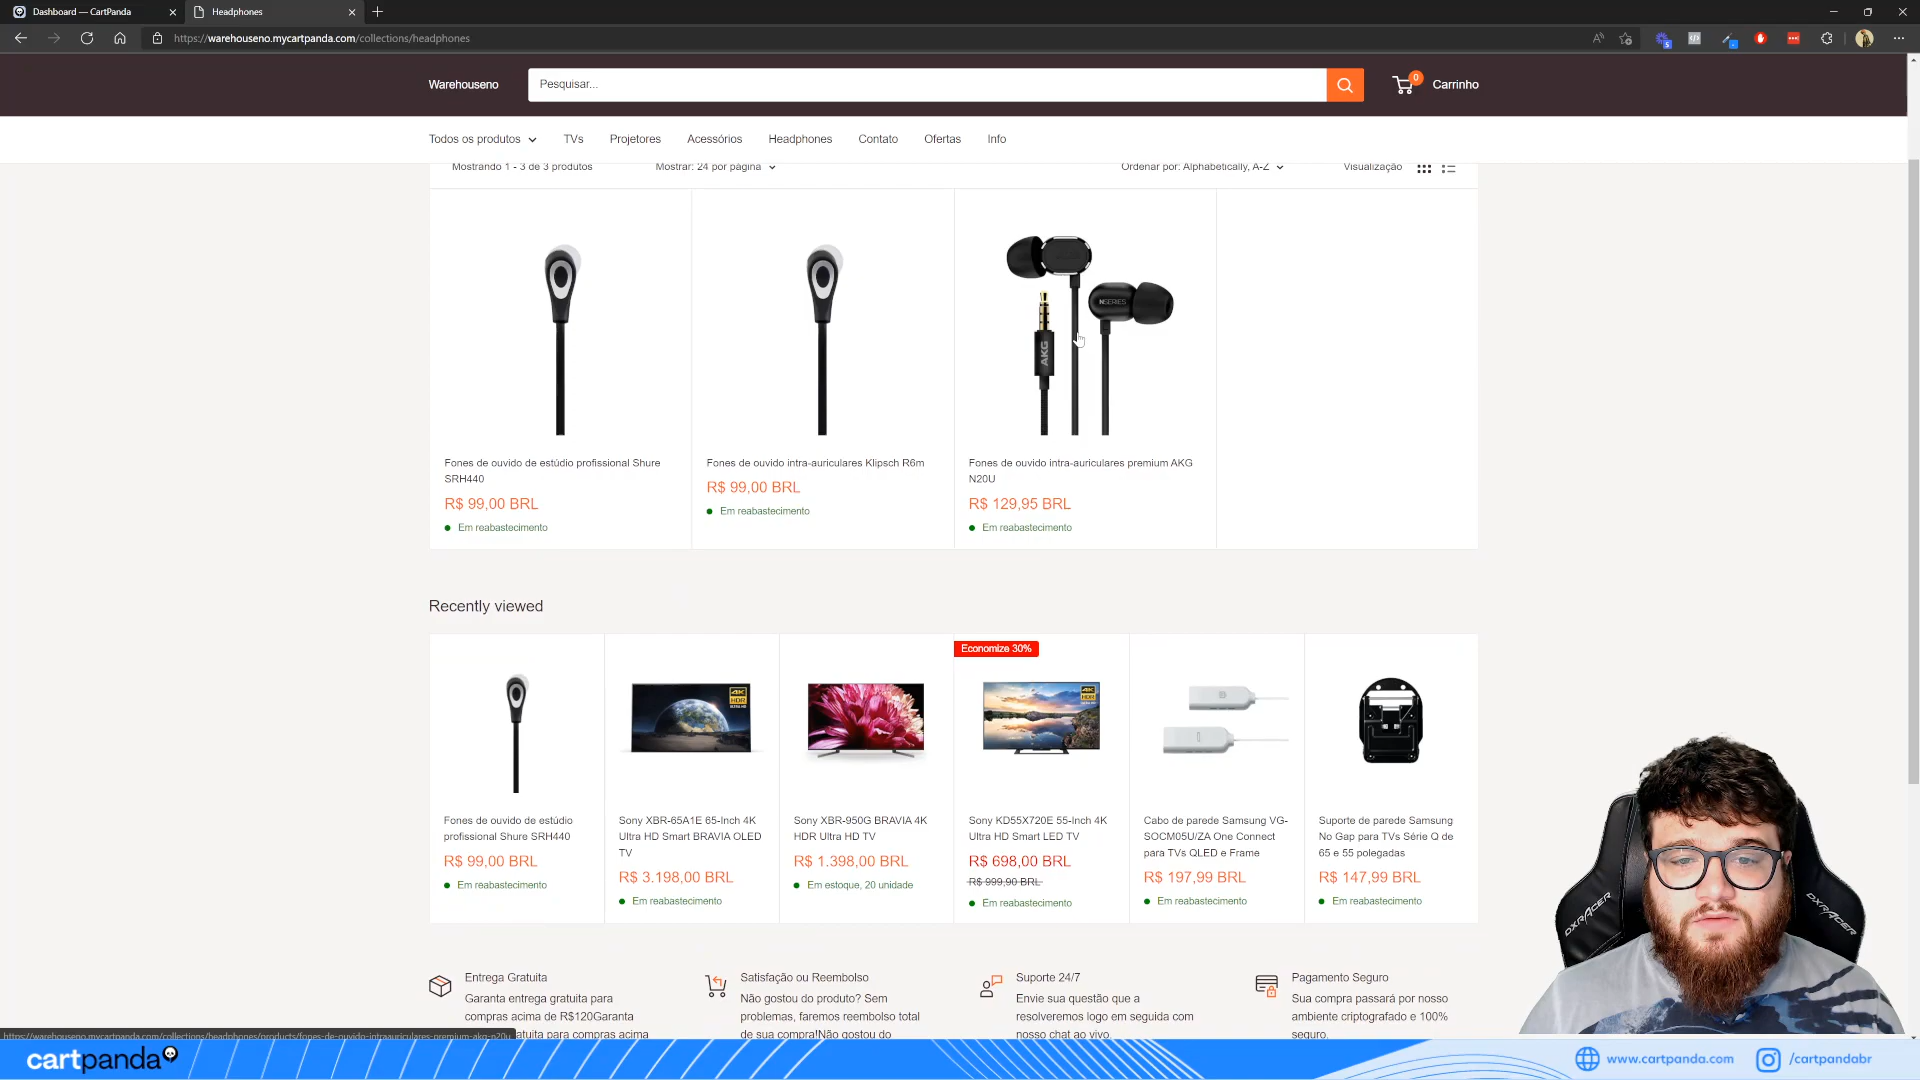 Dashboard — CartPanda
Headphones
https://warehouseno.mycartpanda.com/collections/headphones
Warehouseno
Pesquisar...
0
Carrinho
Todos os produtos
TVs
Projetores
Acessórios
Headphones
Contato
Ofertas
Info
Mostrando 1 - 3 de 3 produtos
Mostrar: 24 por página
Ordenar por: Alphabetically, A-Z
Visualização
NSERIES
AKG
Fones de ouvido de estúdio profissional Shure
SRH440
R$ 99,00 BRL
Em reabastecimento
Fones de ouvido intra-auriculares Klipsch R6m
R$ 99,00 BRL
Em reabastecimento
Fones de ouvido intra-auriculares premium AKG
N20U
R$ 129,95 BRL
Em reabastecimento
Recently viewed
Economize 30%
4K
HDR
ULTRA HD
4K
HDR
Fones de ouvido de estúdio
profissional Shure SRH440
R$ 99,00 BRL
Em reabastecimento
Sony XBR-65A1E 65-Inch 4K
Ultra HD Smart BRAVIA OLED
TV
R$ 3.198,00 BRL
Em reabastecimento
Sony XBR-950G BRAVIA 4K
HDR Ultra HD TV
R$ 1.398,00 BRL
Em estoque, 20 unidade
Sony KD55X720E 55-Inch 4K
Ultra HD Smart LED TV
R$ 698,00 BRL
R$ 999,90 BRL
Em reabastecimento
Cabo de parede Samsung VG-
SOCM05U/ZA One Connect
para TVs QLED e Frame
R$ 197,99 BRL
Em reabastecimento
Suporte de parede Samsung
No Gap para TVs Série Q de
65 e 55 polegadas
R$ 147,99 BRL
Em reabastecimento
DXRACER
DXRACER
Entrega Gratuita
Garanta entrega gratuita para
compras acima de R$120Garanta
atuita para compras acima
Satisfação ou Reembolso
Não gostou do produto? Sem
problemas, faremos reembolso total
de sua compra!Não gostou do
Suporte 24/7
Envie sua questão que a
resolveremos logo em seguida com
nosso chat ao vivo.
Pagamento Seguro
Sua compra passará por nosso
ambiente criptografado e 100%
seguro.
https://warehouseno.mycartpanda.com/collections/headphones/products/fones-de-ouvido-intraauriculares-premium-akg-n20u
cartpanda
www.cartpanda.com
/cartpandabr